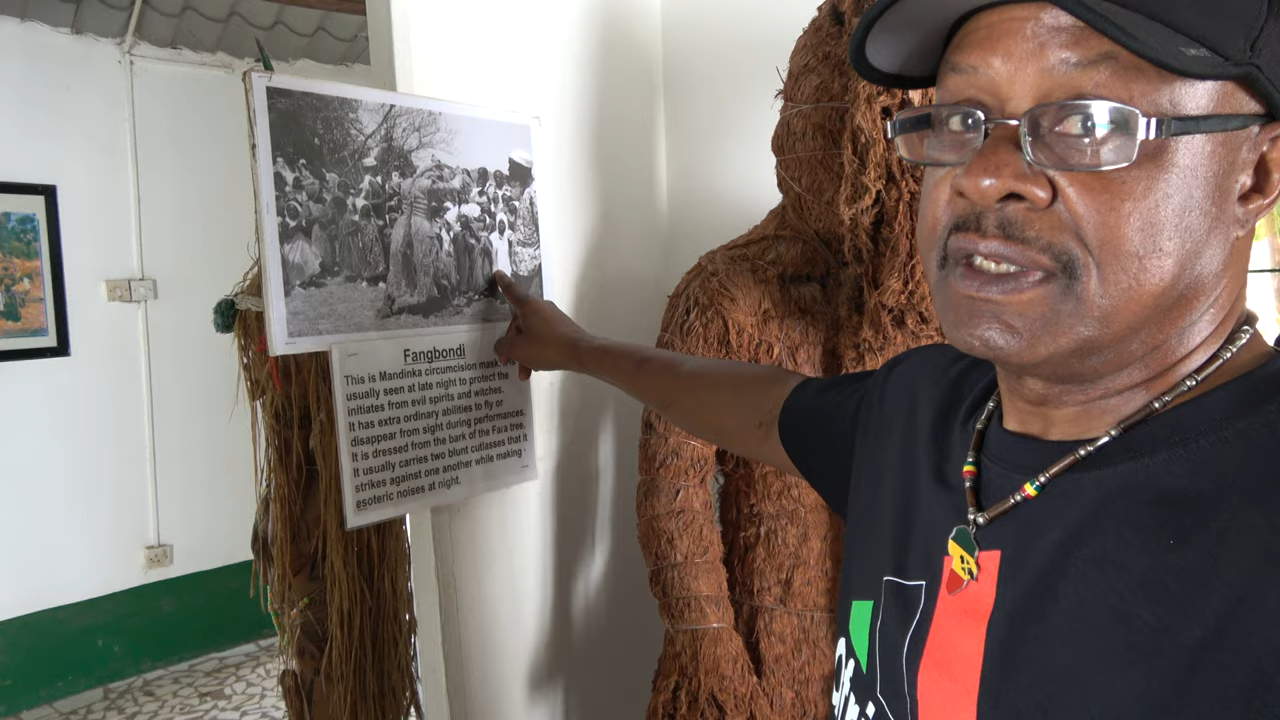 Fangbondi
This is Mandinka circumcision mask.
usually seen at late night to protect the
initiates from evil spirits and witches.
It has extra ordinary abilities to fly or
disappear from sight during performances.
It is dressed from the bark of the Fara tree.
It usually carries two blunt cutlasses that it
strikes against one another while making
esoteric noises at night.